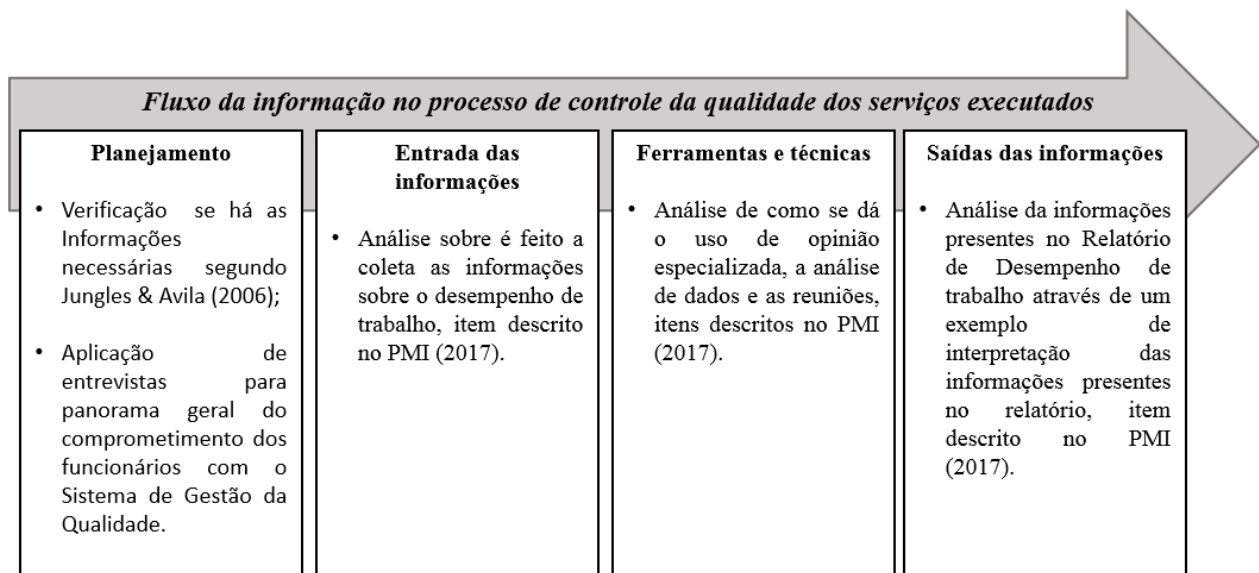 Fluxo da informação no processo de controle da qualidade dos serviços executados
Planejamento
• Verificação se há as
Informações
necessárias segundo
Jungles & Avila (2006);
• Aplicação de
entrevistas para
panorama geral do
comprometimento dos
funcionários com o
Sistema de Gestão da
Qualidade.
Entrada das
informações
• Análise sobre é feito a
coleta as informações
sobre o desempenho de
trabalho, item descrito
no PMI (2017).
Ferramentas e técnicas
• Análise de como se dá
o uso de opinião
especializada, a análise
de dados e as reuniões,
itens descritos no PMI
(2017).
Saídas das informações
• Análise da informações
presentes no Relatório
de Desempenho de
trabalho através de um
exemplo de
interpretação das
informações presentes
no relatório, item
descrito no PMI
(2017).